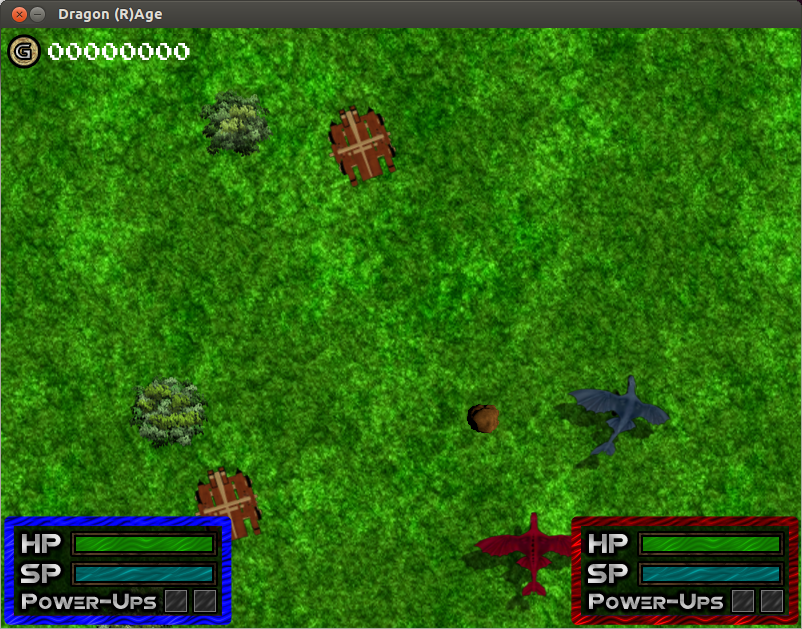 Dragon (R)Age
G 00000000
HP
SP
Power-Ups
HP
SP
Power-Ups